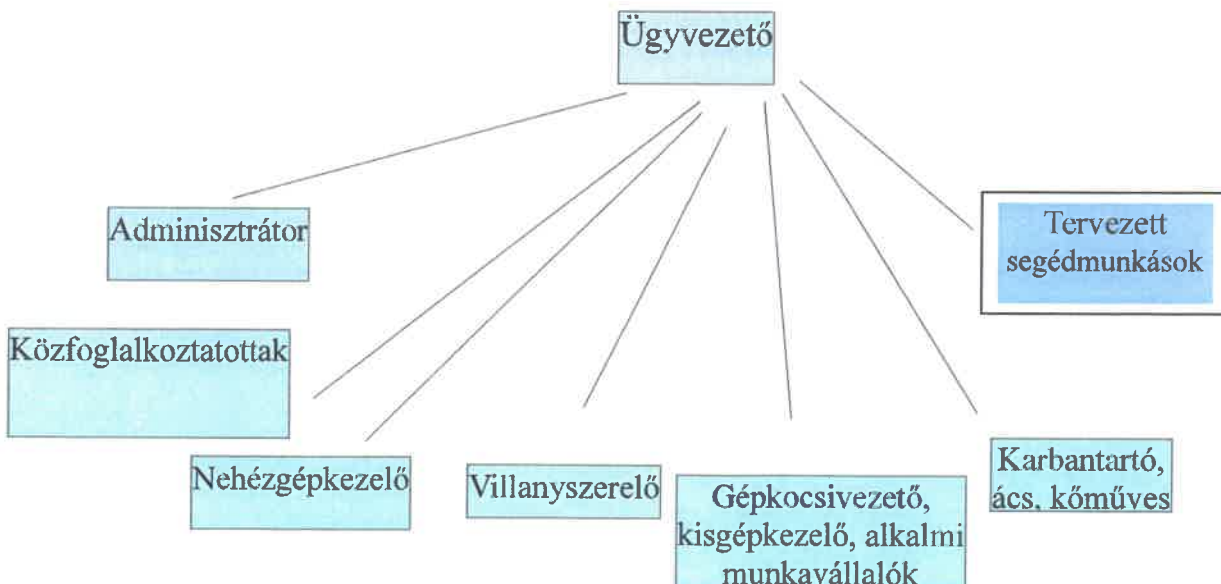 Ügyvezető
Adminisztrátor
Tervezett
segédmunkások
Közfoglalkoztatottak
Nehézgépkezelő
Villanyszerelő
Gépkocsivezető,
kisgépkezelő, alkalmi
munkavállalók
Karbantartó,
ács, kőműves